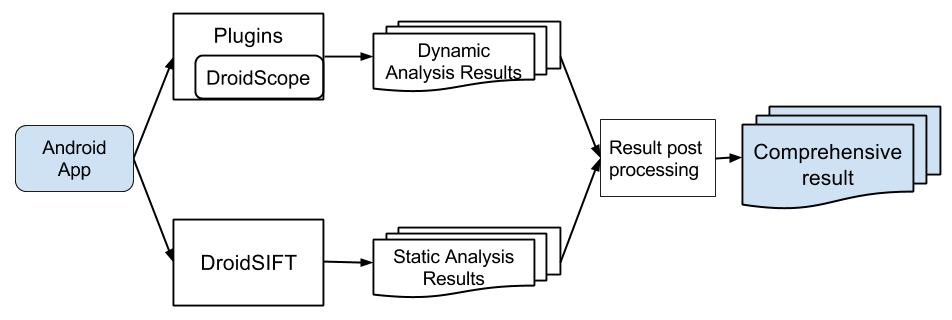 Plugins
DroidScope
Dynamic
Analysis Results
Android
App
Result post
processing
Comprehensive
result
DroidSIFT
Static Analysis
Results